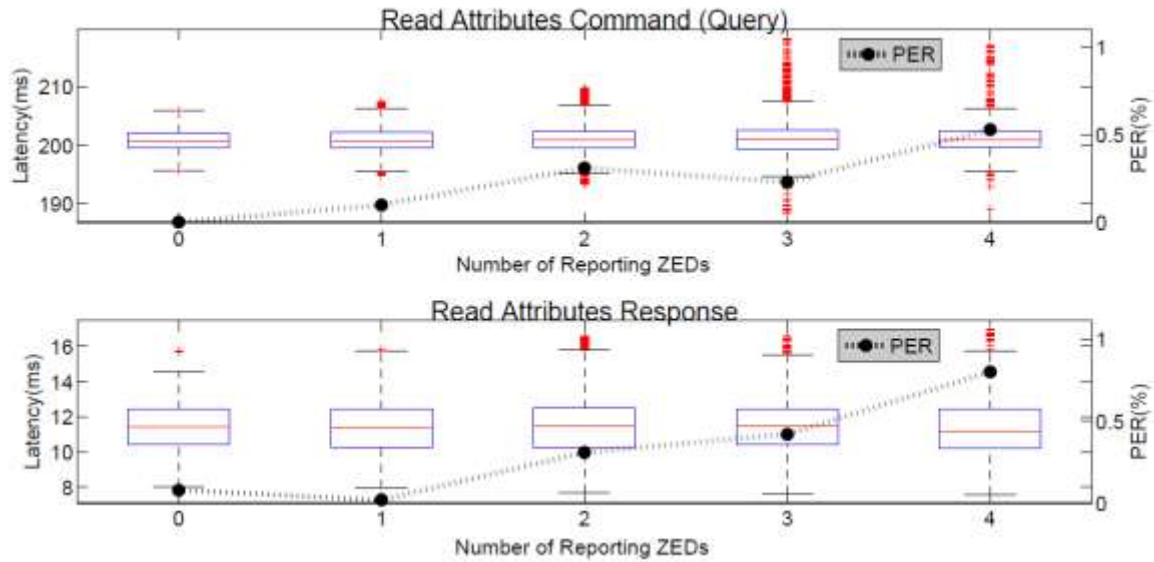 Read Attributes Command (Query)
PER
Latency(ms)
210
200
190
1
0.5
0
PER(%)
0 1 2 3 4
Number of Reporting ZEDs
Read Attributes Response
PER
Latency(ms)
16
14
12
10
8
1
0.5
0
PER(%)
0 1 2 3 4
Number of Reporting ZEDs